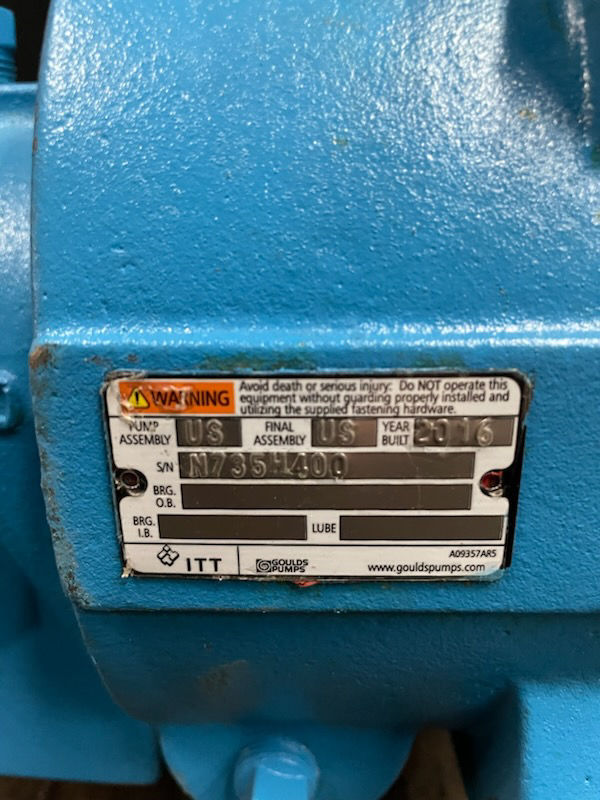 WARNING
Avoid death or serious injury: Do NOT operate this
equipment without guarding properly installed and
utilizing the supplied fastening hardware.
PUMP ASSEMBLY US FINAL ASSEMBLY US YEAR BUILT 2016
S/N N735H400
BRG. O.B.
BRG. I.B. LUBE
A09357AR5
ITT GOULDS PUMPS www.gouldspumps.com